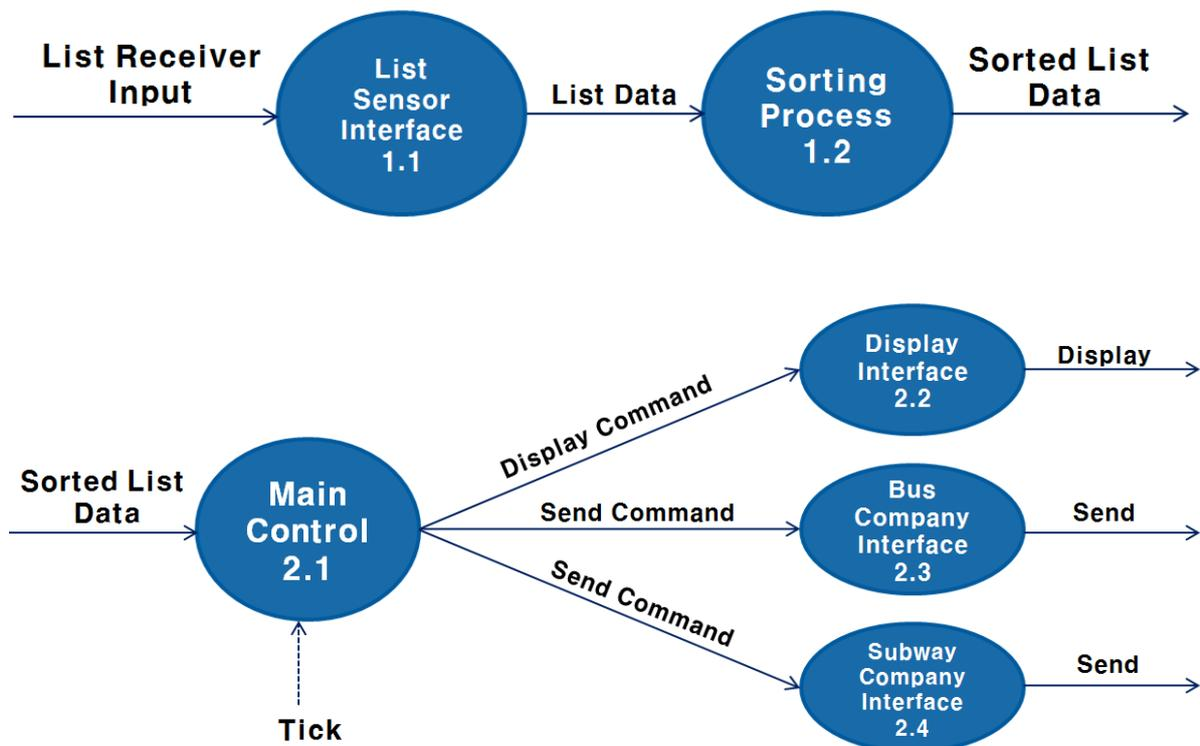 List Receiver
Input
List
Sensor
Interface
1.1
List Data
Sorting
Process
1.2
Sorted List
Data
Sorted List
Data
Main
Control
2.1
Tick
Display Command
Send Command
Send Command
Display
Interface
2.2
Display
Bus
Company
Interface
2.3
Send
Subway
Company
Interface
2.4
Send